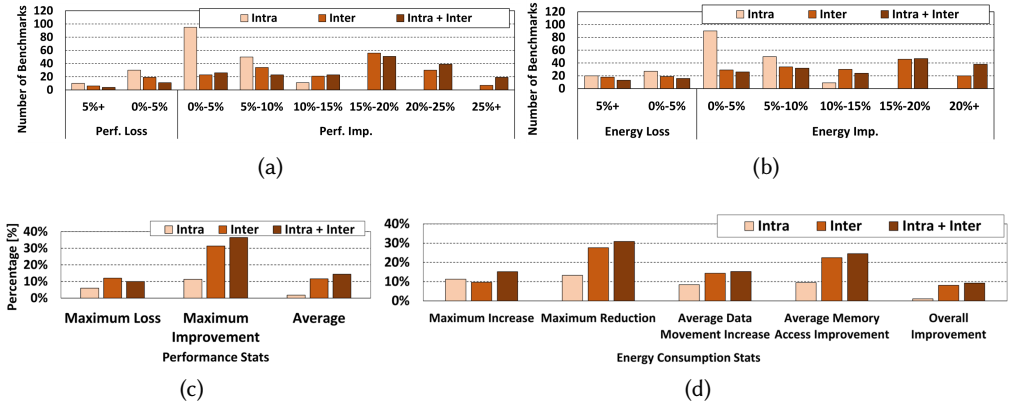 Number of Benchmarks
120
100
80
60
40
20
0
Intra Inter Intra + Inter
5%+ 0%-5% 0%-5% 5%-10% 10%-15% 15%-20% 20%-25% 25%+
Perf. Loss Perf. Imp.
(a)
Number of Benchmarks
120
100
80
60
40
20
0
Intra Inter Intra + Inter
5%+ 0%-5% 0%-5% 5%-10% 10%-15% 15%-20% 20%+
Energy Loss Energy Imp.
(b)
Percentage [%]
40%
30%
20%
10%
0%
Intra Inter Intra + Inter
Maximum Loss Maximum Average
Improvement
Performance Stats
(c)
40%
30%
20%
10%
0%
Intra Inter Intra + Inter
Maximum Increase Maximum Reduction Average Data Average Memory Overall
Movement Increase Access Improvement Improvement
Energy Consumption Stats
(d)